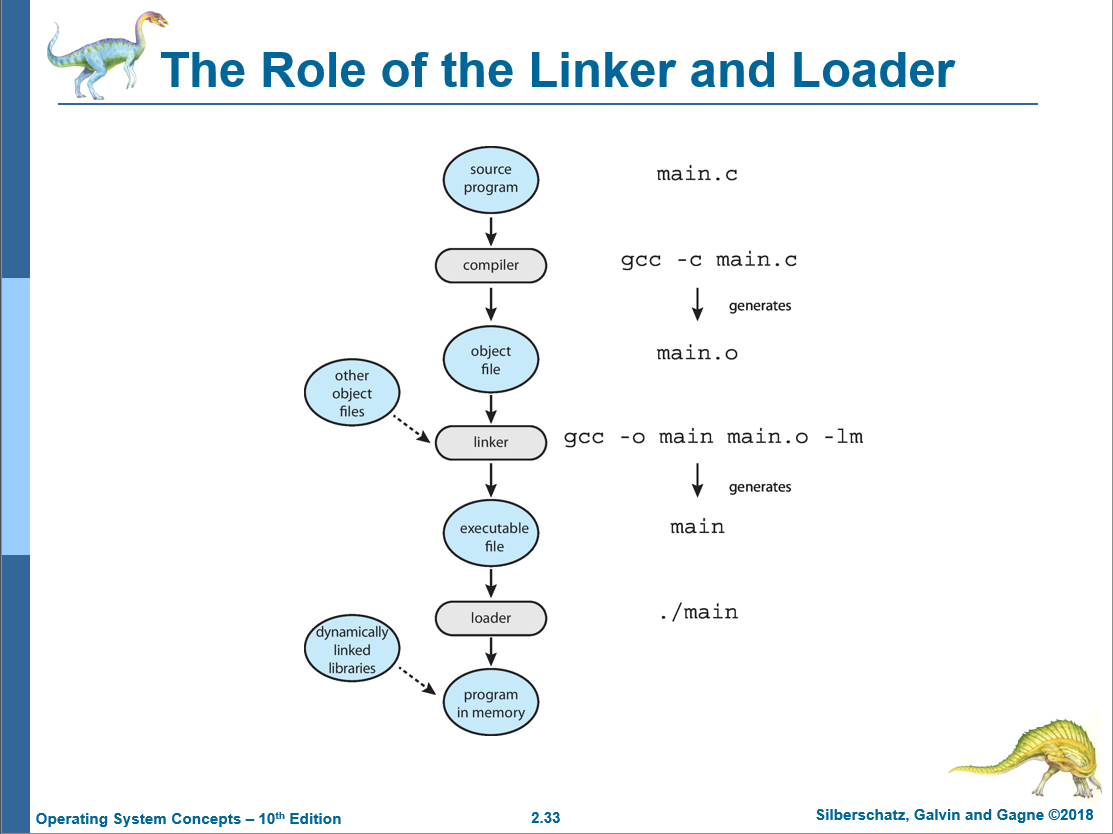 The Role of the Linker and Loader
source
program
main.c
compiler
gcc -c main.c
generates
object
file
main.o
other
object
files
linker
gcc -o main main.o -lm
generates
executable
file
main
loader
./main
dynamically
linked
libraries
program
in memory
Operating System Concepts – 10th Edition
2.33
Silberschatz, Galvin and Gagne ©2018